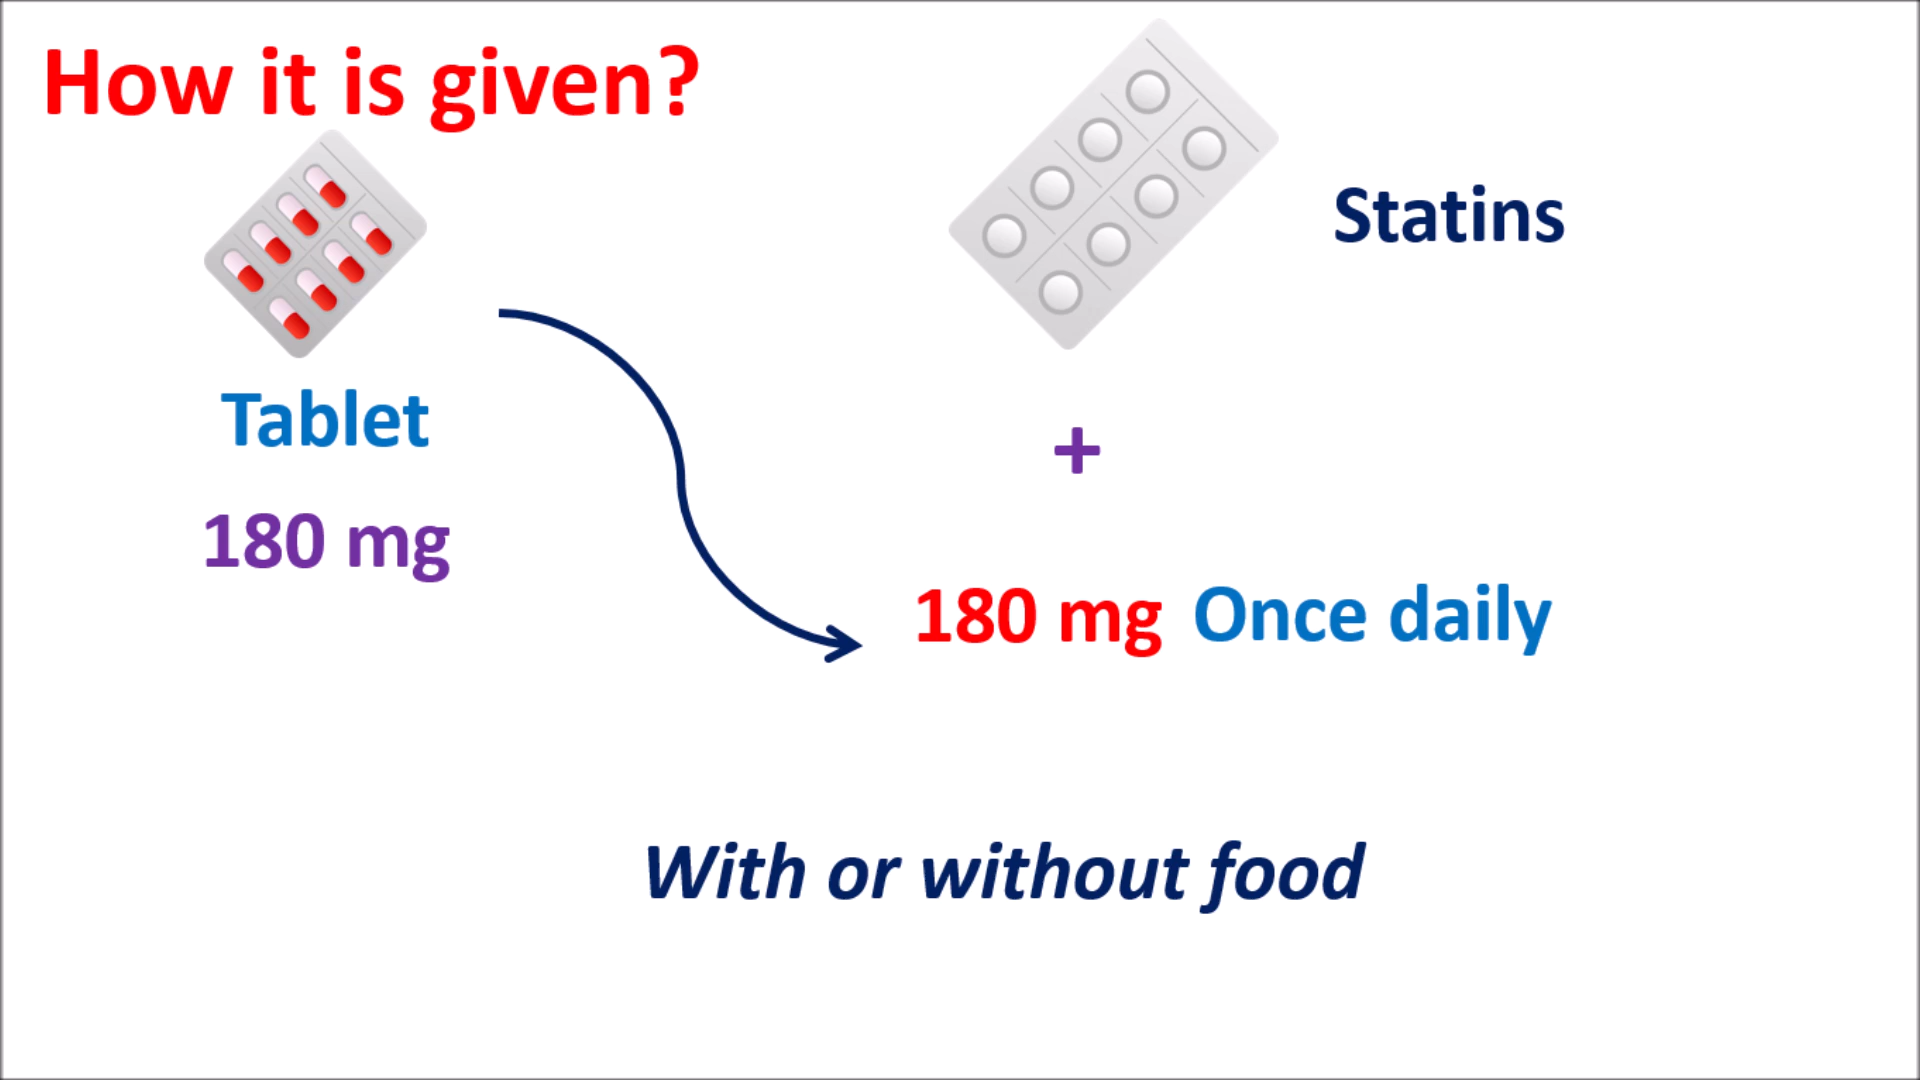 How it is given?
Statins
Tablet
+
180 mg
180 mg Once daily
With or without food